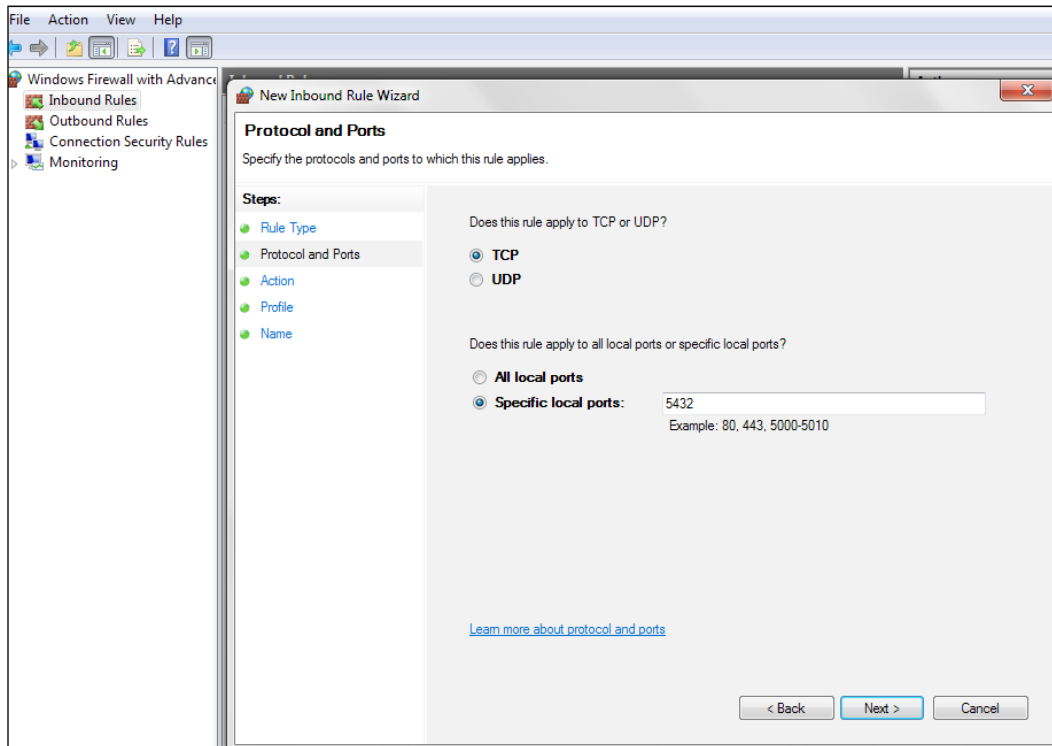 File Action View Help
Windows Firewall with Advance
Inbound Rules
Outbound Rules
Connection Security Rules
Monitoring
New Inbound Rule Wizard
Protocol and Ports
Specify the protocols and ports to which this rule applies.
Steps:
Rule Type
Protocol and Ports
Action
Profile
Name
Does this rule apply to TCP or UDP?
TCP
UDP
Does this rule apply to all local ports or specific local ports?
All local ports
Specific local ports: 5432
Example: 80, 443, 5000-5010
Learn more about protocol and ports
< Back Next > Cancel